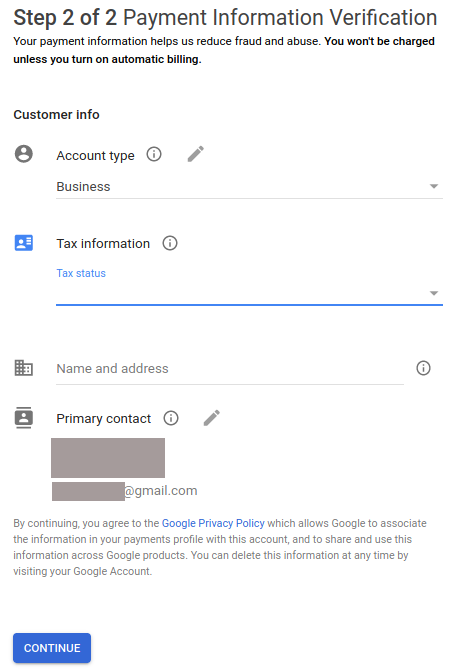 Step 2 of 2 Payment Information Verification
Your payment information helps us reduce fraud and abuse. You won't be charged
unless you turn on automatic billing.
Customer info
Account type
Business
Tax information
Tax status
Name and address
Primary contact
@gmail.com
By continuing, you agree to the Google Privacy Policy which allows Google to associate
the information in your payments profile with this account, and to share and use this
information across Google products. You can delete this information at any time by
visiting your Google Account.
CONTINUE